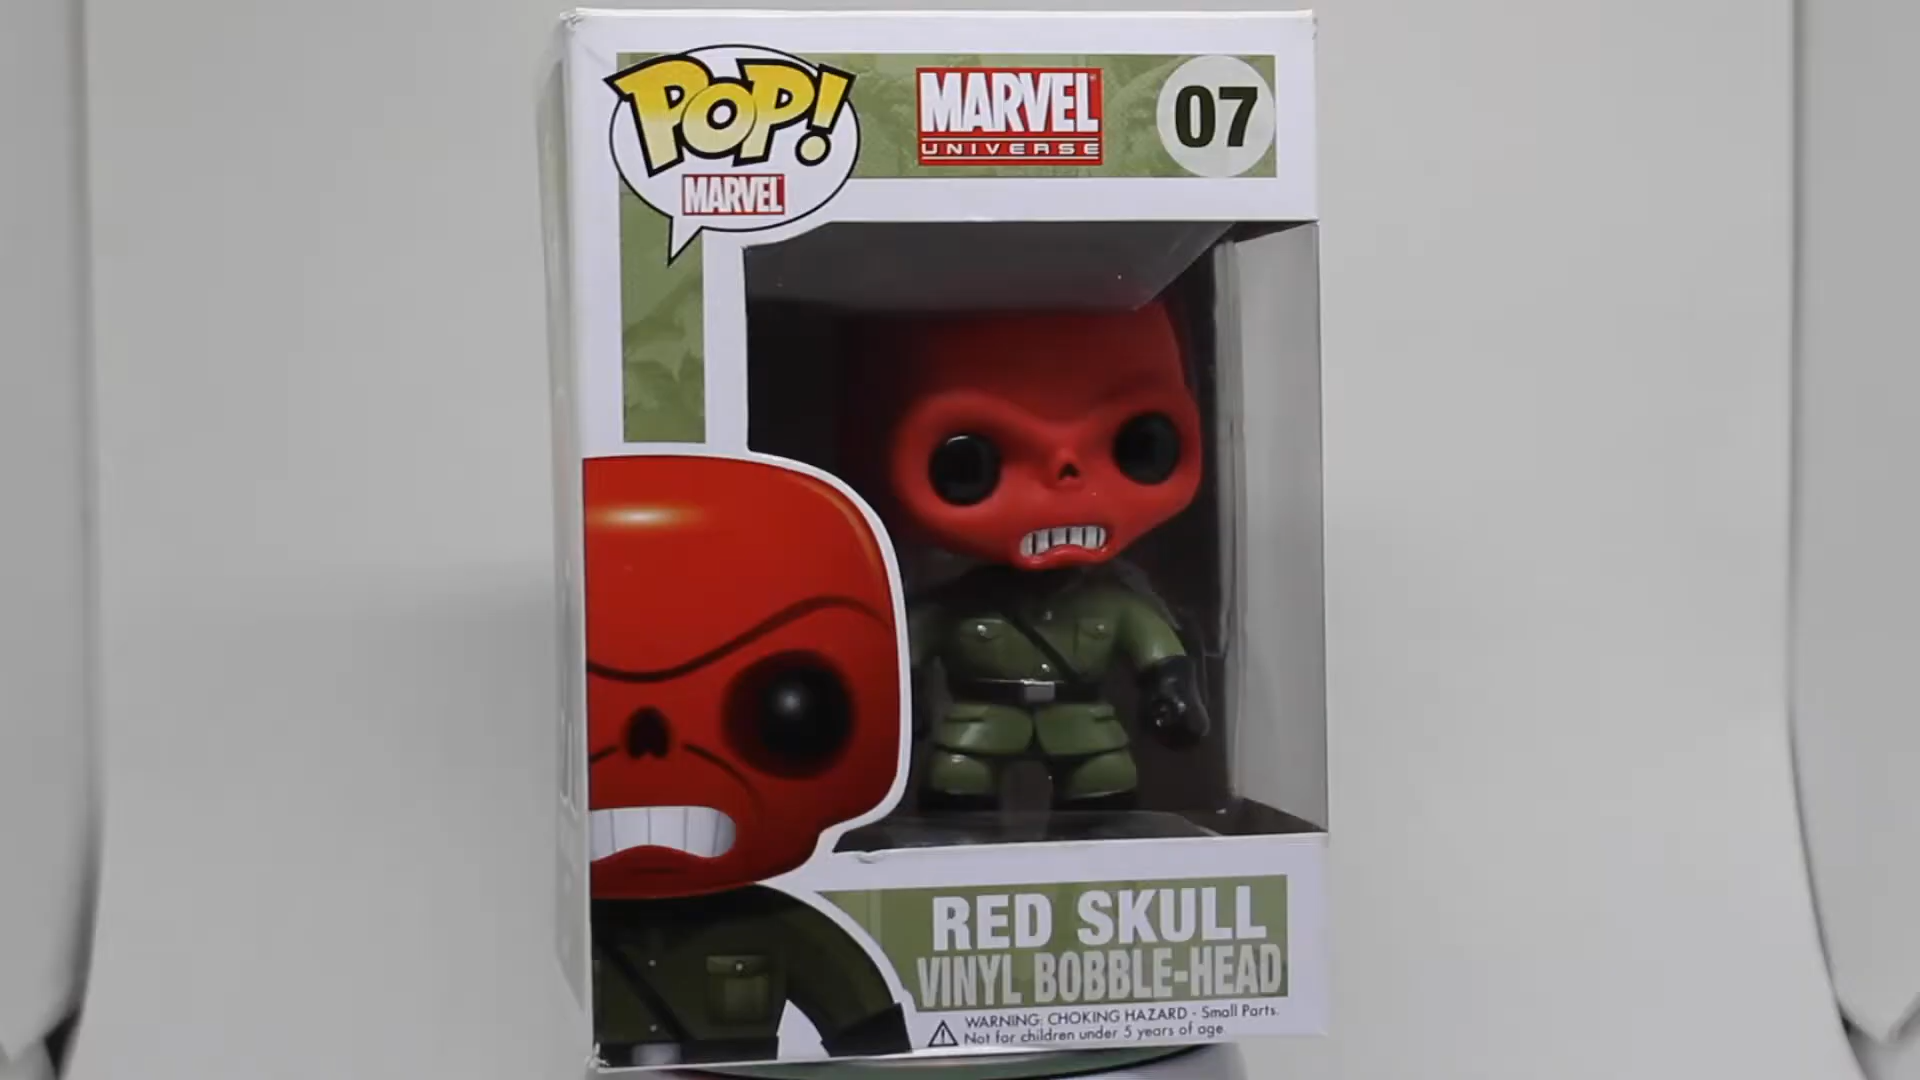 POP!
MARVEL
MARVEL
UNIVERSE
07
RED SKULL
VINYL BOBBLE-HEAD
WARNING: CHOKING HAZARD - Small Parts.
Not for children under 5 years of age.